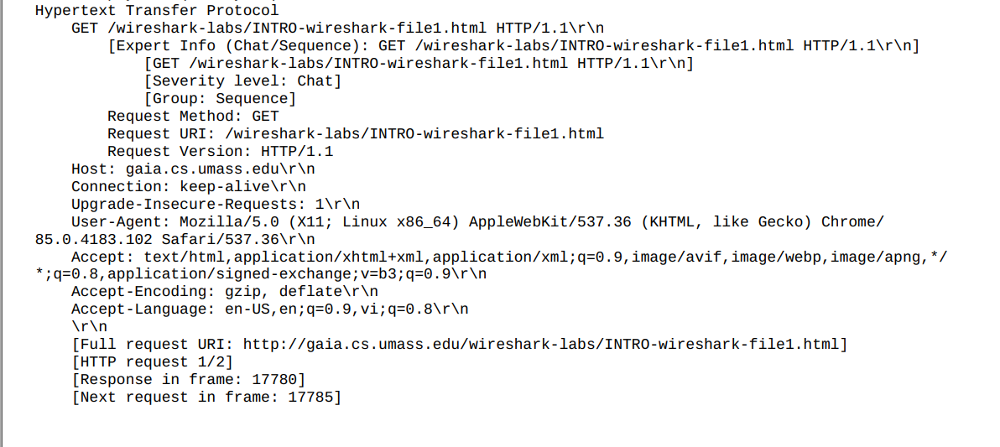 Hypertext Transfer Protocol
GET /wireshark-labs/INTRO-wireshark-file1.html HTTP/1.1\r\n
[Expert Info (Chat/Sequence): GET /wireshark-labs/INTRO-wireshark-file1.html HTTP/1.1\r\n]
[GET /wireshark-labs/INTRO-wireshark-file1.html HTTP/1.1\r\n]
[Severity level: Chat]
[Group: Sequence]
Request Method: GET
Request URI: /wireshark-labs/INTRO-wireshark-file1.html
Request Version: HTTP/1.1
Host: gaia.cs.umass.edu\r\n
Connection: keep-alive\r\n
Upgrade-Insecure-Requests: 1\r\n
User-Agent: Mozilla/5.0 (X11; Linux x86_64) AppleWebKit/537.36 (KHTML, like Gecko) Chrome/
85.0.4183.102 Safari/537.36\r\n
Accept: text/html,application/xhtml+xml,application/xml;q=0.9,image/avif,image/webp,image/apng,*/
*;q=0.8,application/signed-exchange;v=b3;q=0.9\r\n
Accept-Encoding: gzip, deflate\r\n
Accept-Language: en-US,en;q=0.9,vi;q=0.8\r\n
\r\n
[Full request URI: http://gaia.cs.umass.edu/wireshark-labs/INTRO-wireshark-file1.html]
[HTTP request 1/2]
[Response in frame: 17780]
[Next request in frame: 17785]